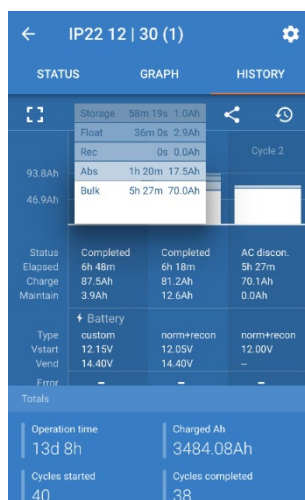 IP22 12 | 30 (1)
STATUS GRAPH HISTORY
Storage 58m 19s 1.0Ah
Float 36m 0s 2.9Ah
Rec 0s 0.0Ah
Abs 1h 20m 17.5Ah
Bulk 5h 27m 70.0Ah
Cycle 2
93.8Ah
46.9Ah
Status Completed Completed AC discon.
Elapsed 6h 48m 6h 18m 5h 27m
Charge 87.5Ah 81.2Ah 70.1Ah
Maintain 3.9Ah 12.6Ah 0.0Ah
Battery
Type custom norm+recon norm+recon
Vstart 12.15V 12.05V 12.00V
Vend 14.40V 14.40V –
Error – – –
Totals
Operation time Charged Ah
13d 8h 3484.08Ah
Cycles started Cycles completed
40 38